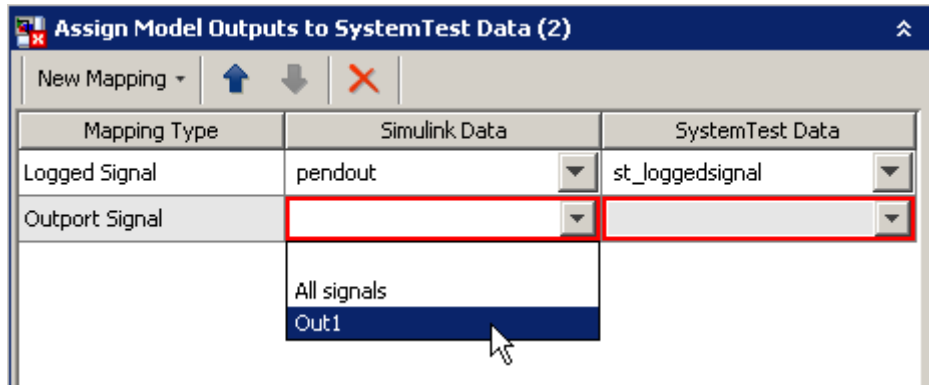 Assign Model Outputs to SystemTest Data (2)
New Mapping
Mapping Type Simulink Data SystemTest Data
Logged Signal pendout st_loggedsignal
Outport Signal
All signals
Out1